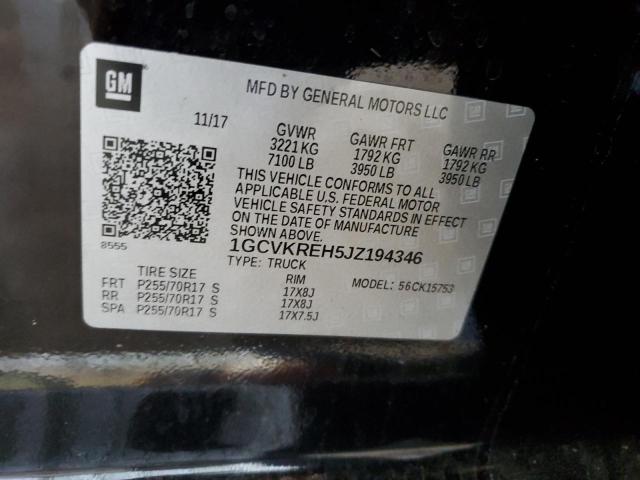 GM
MFD BY GENERAL MOTORS LLC
11/17
GVWR GAWR FRT GAWR RR
3221 KG 1792 KG 1792 KG
7100 LB 3950 LB 3950 LB
THIS VEHICLE CONFORMS TO ALL
APPLICABLE U.S. FEDERAL MOTOR
VEHICLE SAFETY STANDARDS IN EFFECT
ON THE DATE OF MANUFACTURE
SHOWN ABOVE.
8555
1GCVKREH5JZ194346
TYPE: TRUCK MODEL: 56CK15753
TIRE SIZE RIM
FRT P255/70R17 S 17X8J
RR P255/70R17 S 17X8J
SPA P255/70R17 S 17X7.5J